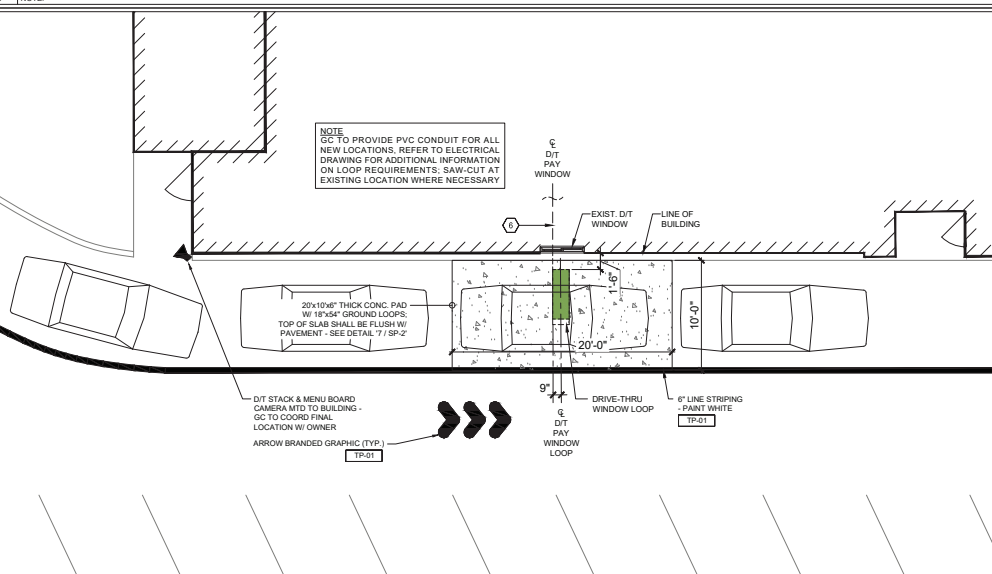 NOTE:
NOTE
GC TO PROVIDE PVC CONDUIT FOR ALL
NEW LOCATIONS, REFER TO ELECTRICAL
DRAWING FOR ADDITIONAL INFORMATION
ON LOOP REQUIREMENTS; SAW-CUT AT
EXISTING LOCATION WHERE NECESSARY
℄
D/T
PAY
WINDOW
6
EXIST. D/T
WINDOW
LINE OF
BUILDING
20'x10'x6" THICK CONC. PAD
W/ 18"x54" GROUND LOOPS;
TOP OF SLAB SHALL BE FLUSH W/
PAVEMENT - SEE DETAIL '7 / SP-2'
1'-6"
10'-0"
20'-0"
9"
D/T STACK & MENU BOARD
CAMERA MTD TO BUILDING -
GC TO COORD FINAL
LOCATION W/ OWNER
ARROW BRANDED GRAPHIC (TYP.)
TP-01
℄
D/T
PAY
WINDOW
LOOP
DRIVE-THRU
WINDOW LOOP
6" LINE STRIPING
- PAINT WHITE
TP-01